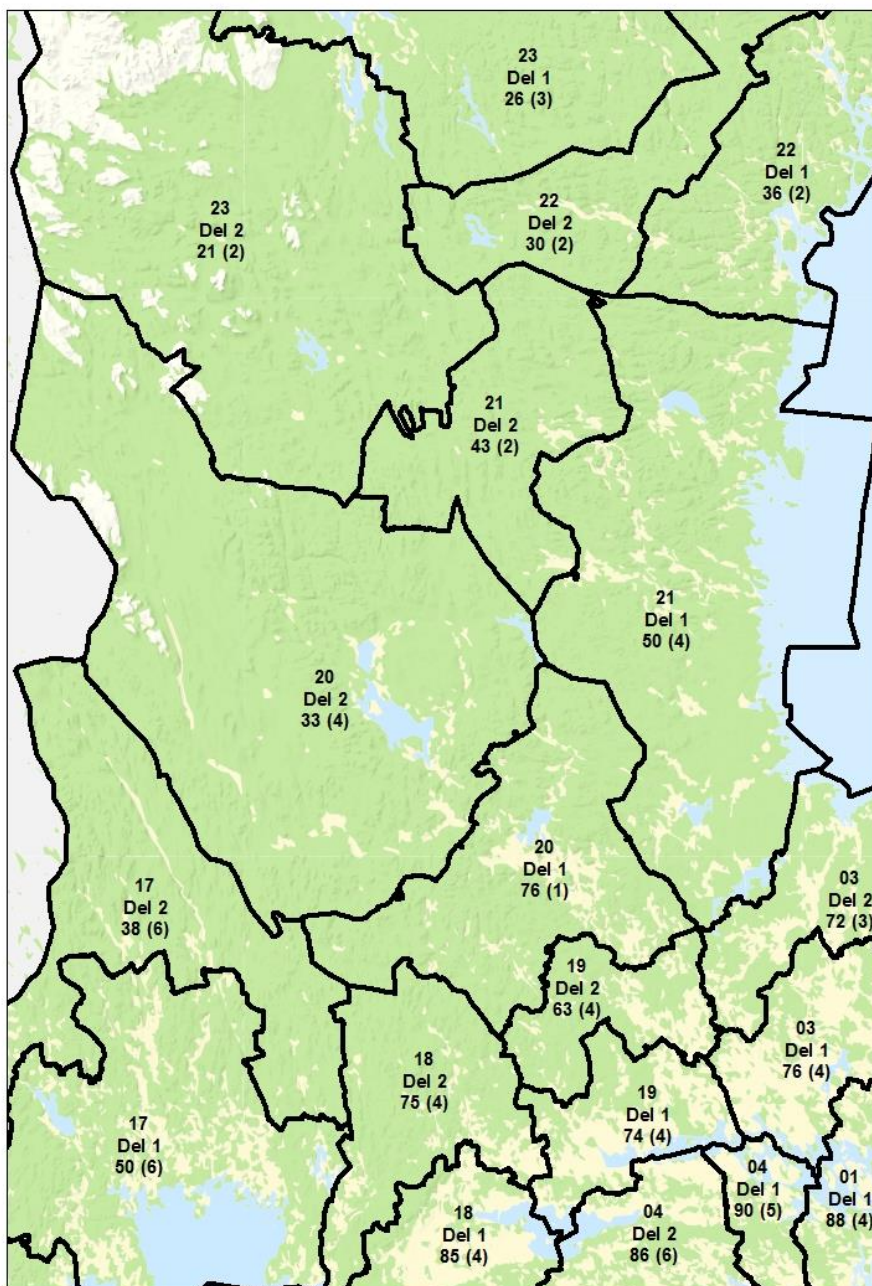 23
Del 1
26 (3)
22
Del 1
36 (2)
23
Del 2
21 (2)
22
Del 2
30 (2)
21
Del 2
43 (2)
21
Del 1
50 (4)
20
Del 2
33 (4)
20
Del 1
76 (1)
17
Del 2
38 (6)
03
Del 2
72 (3)
19
Del 2
63 (4)
03
Del 1
76 (4)
18
Del 2
75 (4)
19
Del 1
74 (4)
17
Del 1
50 (6)
04
Del 1
90 (5)
01
Del 1
88 (4)
18
Del 1
85 (4)
04
Del 2
86 (6)